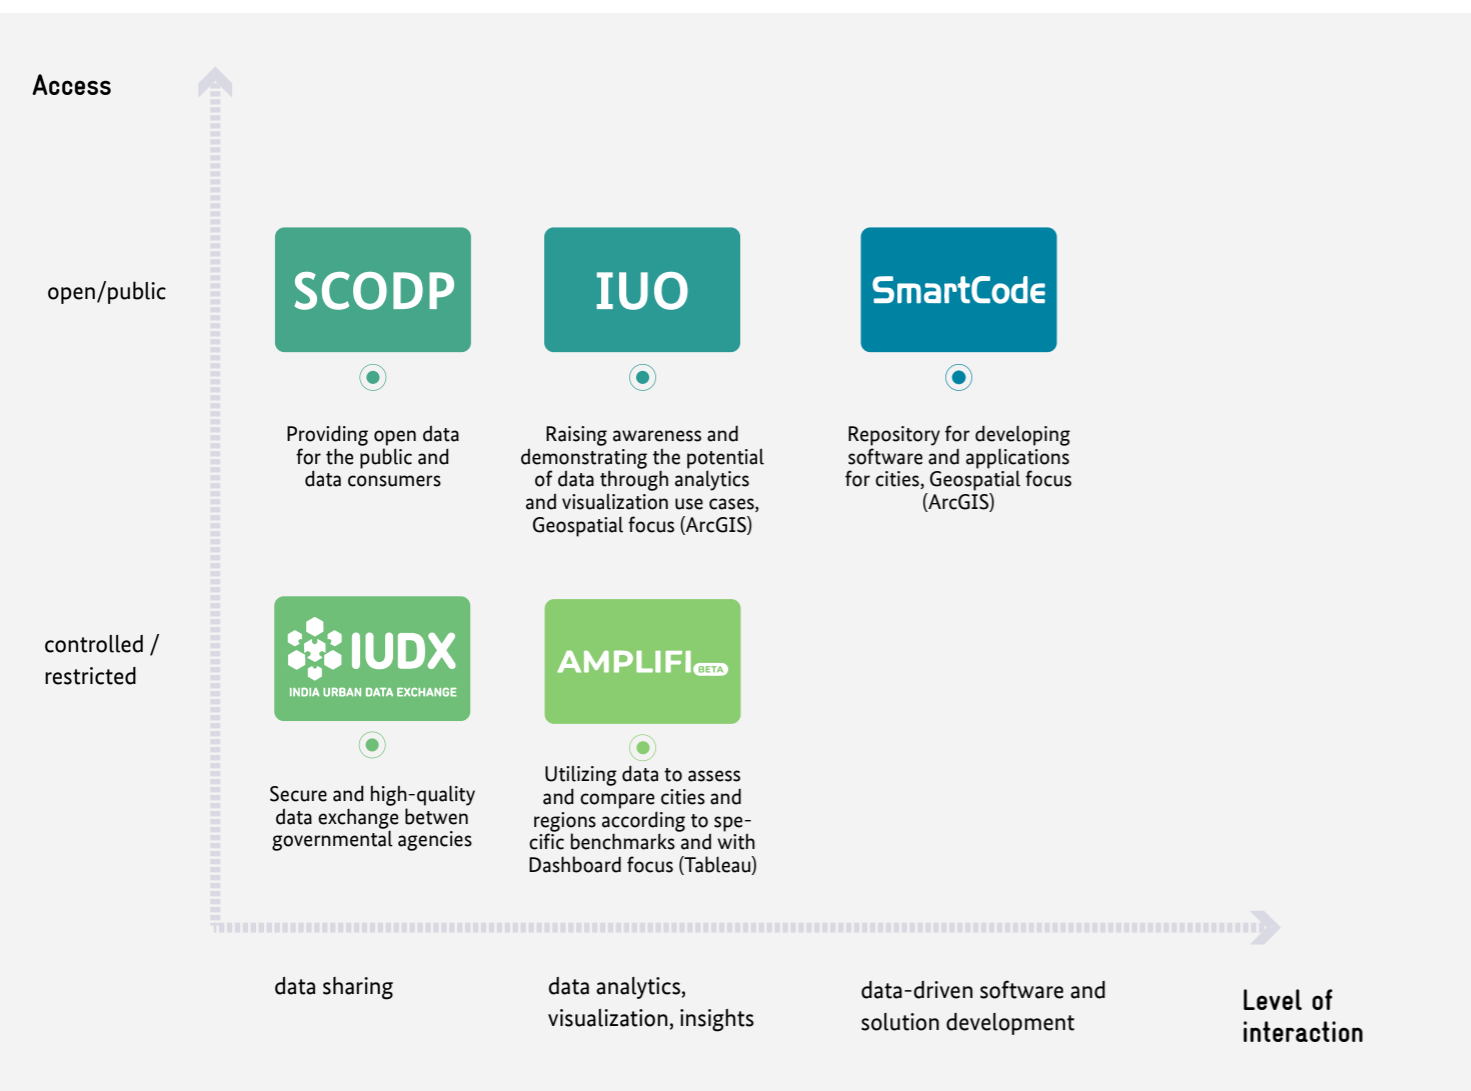 Access
open/public
SCODP
IUO
SmartCode
Providing open data
for the public and
data consumers
Raising awareness and
demonstrating the potential
of data through analytics
and visualization use cases,
Geospatial focus (ArcGIS)
Repository for developing
software and applications
for cities, Geospatial focus
(ArcGIS)
controlled /
restricted
IUDX
INDIA URBAN DATA EXCHANGE
AMPLIFI BETA
Secure and high-quality
data exchange betwen
governmental agencies
Utilizing data to assess
and compare cities and
regions according to spe-
cific benchmarks and with
Dashboard focus (Tableau)
data sharing
data analytics,
visualization, insights
data-driven software and
solution development
Level of
interaction